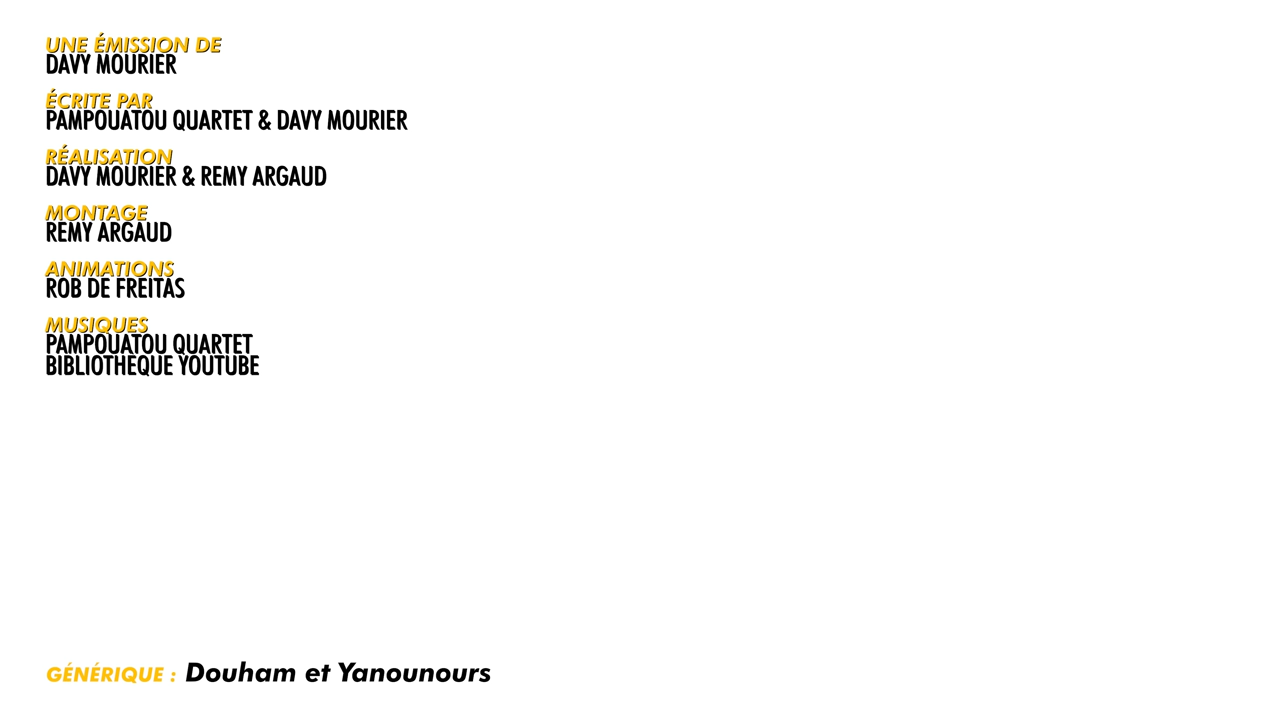 UNE ÉMISSION DE
DAVY MOURIER
ÉCRITE PAR
PAMPOUATOU QUARTET & DAVY MOURIER
RÉALISATION
DAVY MOURIER & REMY ARGAUD
MONTAGE
REMY ARGAUD
ANIMATIONS
ROB DE FREITAS
MUSIQUES
PAMPOUATOU QUARTET
BIBLIOTHÈQUE YOUTUBE
GÉNÉRIQUE : Douham et Yanounours